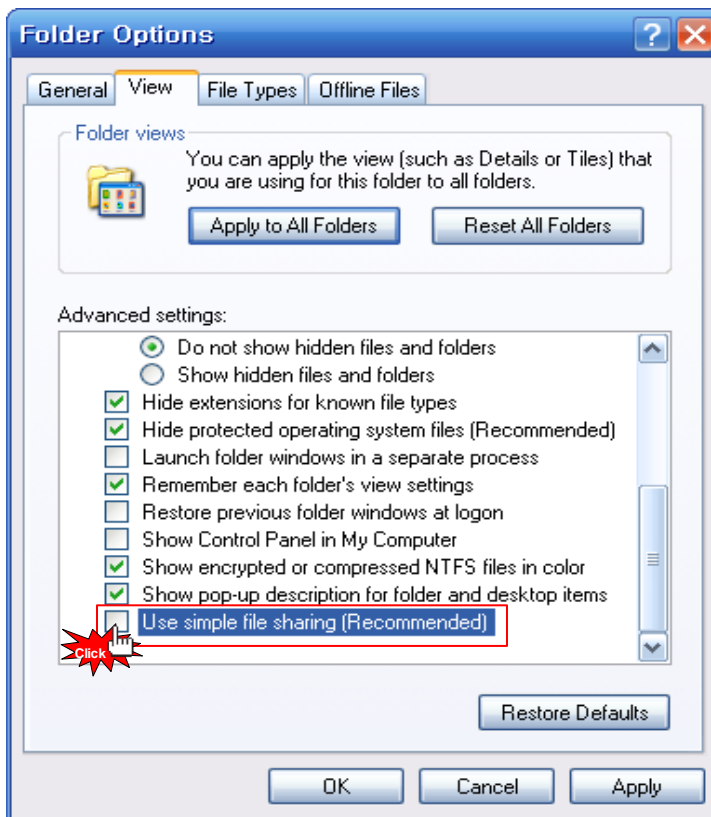 Folder Options
General View File Types Offline Files
Folder views
You can apply the view (such as Details or Tiles) that
you are using for this folder to all folders.
Apply to All Folders Reset All Folders
Advanced settings:
Do not show hidden files and folders
Show hidden files and folders
Hide extensions for known file types
Hide protected operating system files (Recommended)
Launch folder windows in a separate process
Remember each folder's view settings
Restore previous folder windows at logon
Show Control Panel in My Computer
Show encrypted or compressed NTFS files in color
Show pop-up description for folder and desktop items
Use simple file sharing (Recommended)
Click
Restore Defaults
OK Cancel Apply